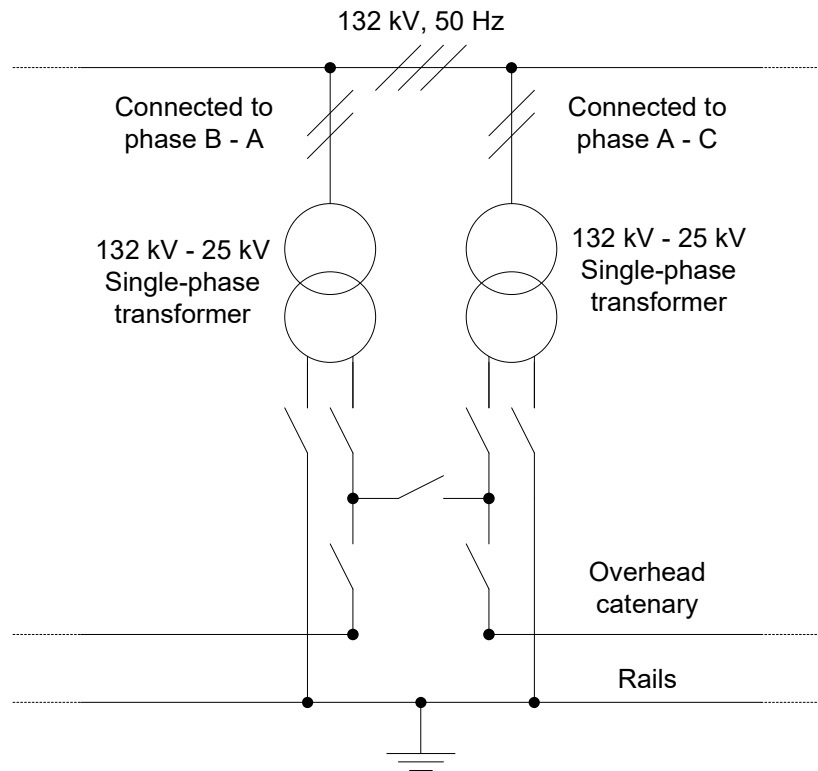 132 kV, 50 Hz
Connected to
phase B - A
Connected to
phase A - C
132 kV - 25 kV
Single-phase
transformer
132 kV - 25 kV
Single-phase
transformer
Overhead
catenary
Rails